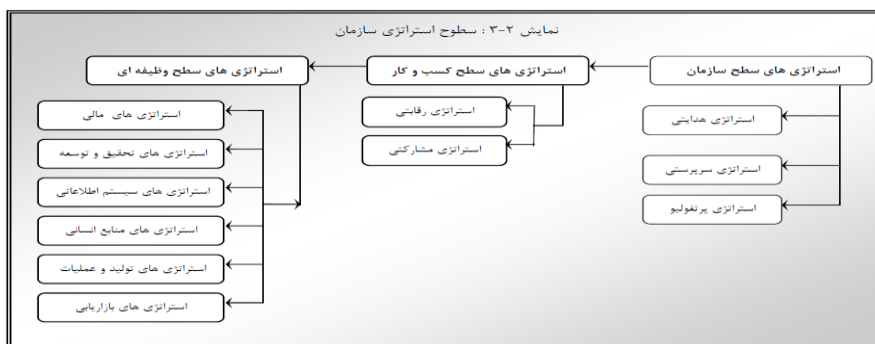 نمایش ۲-۳ : سطوح استراتژی سازمان
استراتژی های سطح سازمان
استراتژی های سطح کسب و کار
استراتژی های سطح وظیفه ای
استراتژی هدایتی
استراتژی سرپرستی
استراتژی پرتفولیو
استراتژی رقابتی
استراتژی مشارکتی
استراتژی های مالی
استراتژی های تحقیق و توسعه
استراتژی های سیستم اطلاعاتی
استراتژی های منابع انسانی
استراتژی های تولید و عملیات
استراتژی های بازاریابی